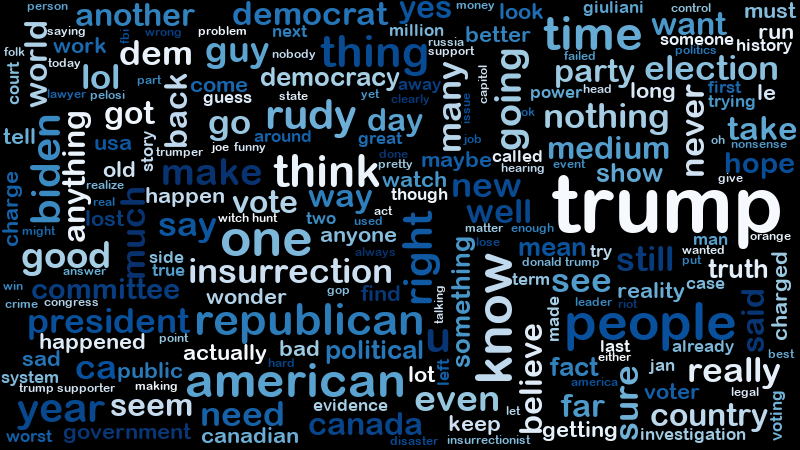 person
another
democrat
yes
money
look
giuliani
control
must
saying
work
fbi
wrong
problem
next
million
better
time
want
someone
run
folk
world
dem
guy
nobody
thing
russia
support
failed
politics
history
court
today
lol
part
come
democracy
away
many
capitol
going
party
election
lawyer
pelosi
back
guess
state
yet
clearly
issue
power
head
long
never
first
trying
le
got
go
rudy
day
ok
nothing
take
tell
biden
anything
usa
story
around
great
job
medium
oh
nonsense
trumper
joe funny
done
pretty
maybe
called
hearing
event
show
hope
charge
realize
old
make
think
watch
new
give
real
much
happen
vote
way
though
trump
might
lost
say
witch hunt
two
act
used
right
well
matter
enough
man
orange
good
one
anyone
always
something
lose
mean
try
still
wanted
put
side
true
insurrection
know
donald trump
truth
charged
answer
win
committee
wonder
gop
find
talking
term
see
reality
case
crime
congress
president
republican
u
made
leader
riot
people
said
happened
point
actually
bad
political
left
believe
last
either
already
jan
best
sad
ca
public
hard
american
lot
fact
america
really
system
trump supporter
making
even
sure
voter
legal
voting
year
seem
need
evidence
canada
keep
let
far
country
worst
government
canadian
disaster
insurrectionist
getting
investigation